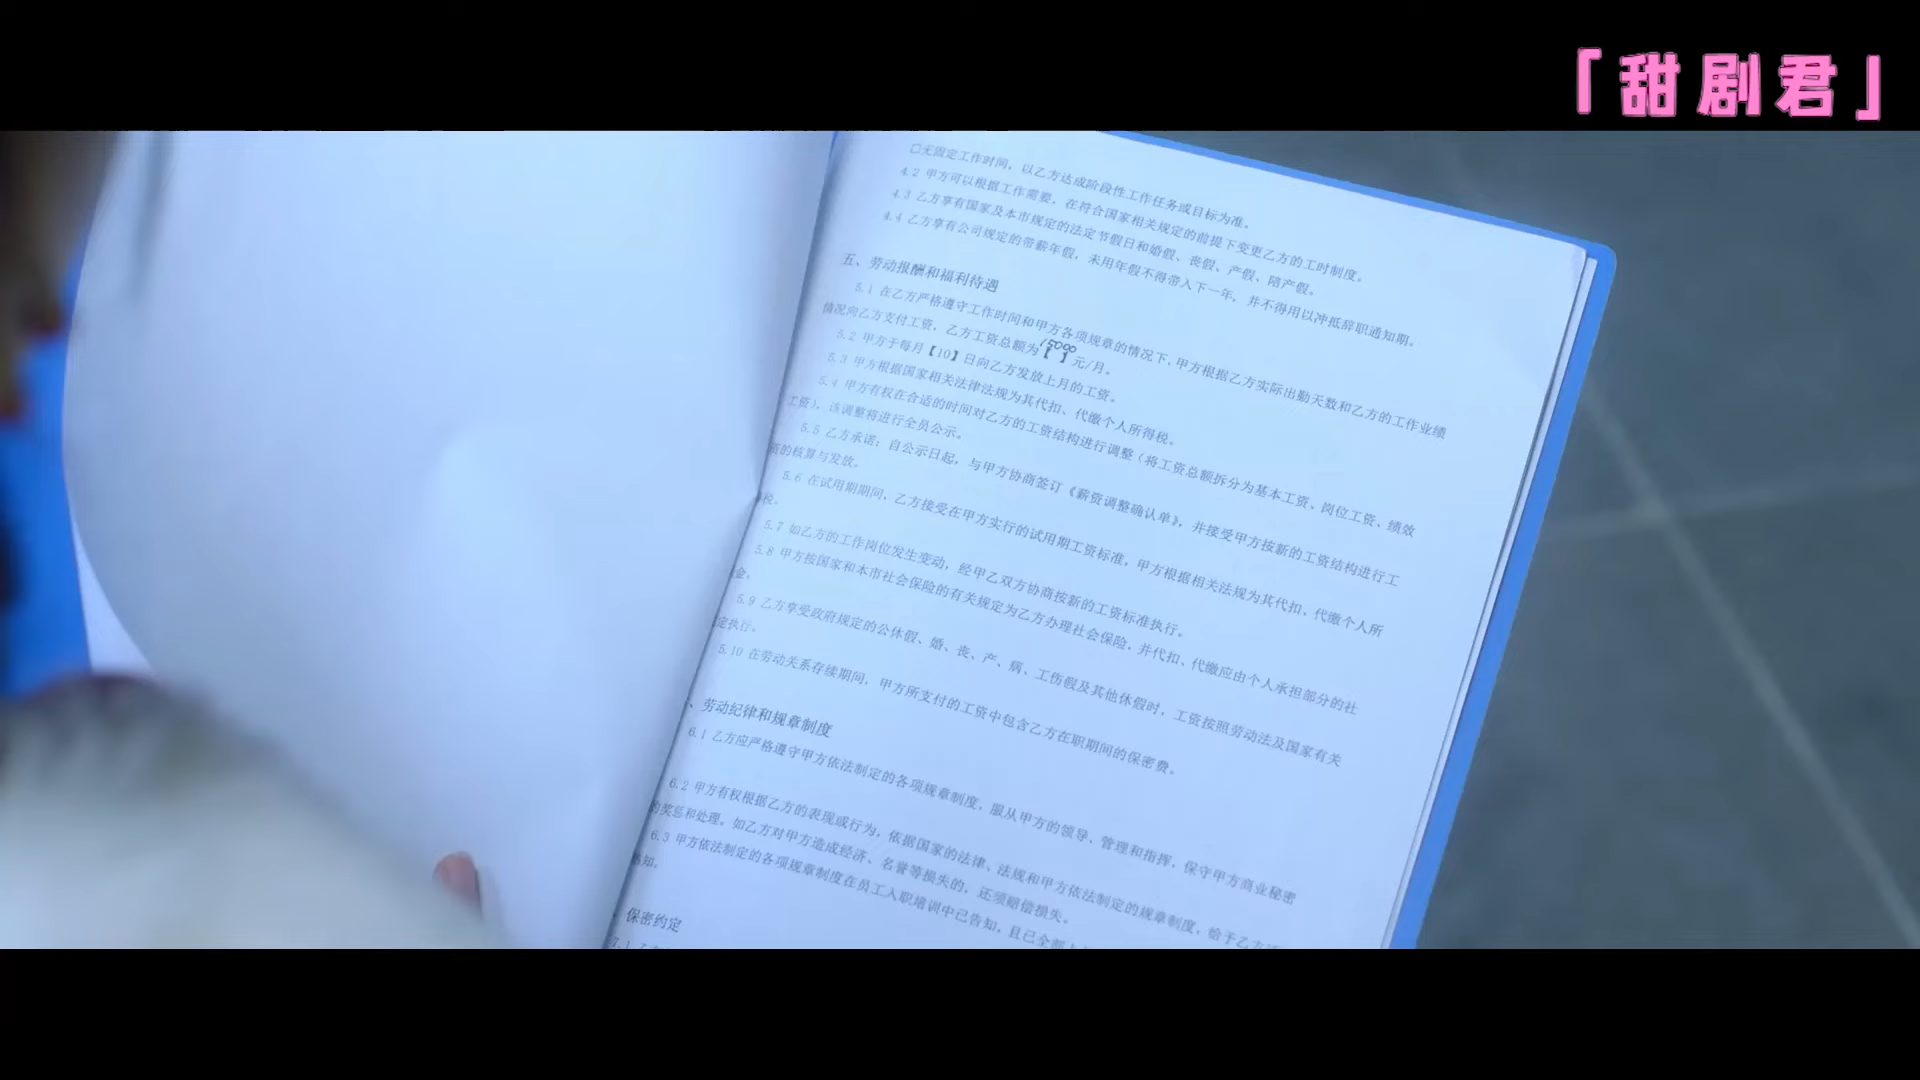 「甜剧君」
□无固定工作时间，以乙方达成阶段性工作任务或目标为准。
4.2 甲方可以根据工作需要，在符合国家相关规定的前提下变更乙方的工时制度。
4.3 乙方享有国家及本市规定的法定节假日和婚假、丧假、产假、陪产假。
4.4 乙方享有公司规定的带薪年假，未用年假不得带入下一年，并不得用以冲抵辞职通知期。
五、劳动报酬和福利待遇
5.1 在乙方严格遵守工作时间和甲方各项规章的情况下，甲方根据乙方实际出勤天数和乙方的工作业绩
情况向乙方支付工资，乙方工资总额为【15000】元/月。
5.2 甲方于每月【10】日向乙方发放上月的工资。
5.3 甲方根据国家相关法律法规为其代扣、代缴个人所得税。
5.4 甲方有权在合适的时间对乙方的工资结构进行调整（将工资总额拆分为基本工资、岗位工资、绩效
工资），该调整将进行全员公示。
5.5 乙方承诺：自公示日起，与甲方协商签订《薪资调整确认单》，并接受甲方按新的工资结构进行工
资的核算与发放。
5.6 在试用期期间，乙方接受在甲方实行的试用期工资标准，甲方根据相关法规为其代扣、代缴个人所
税。
5.7 如乙方的工作岗位发生变动，经甲乙双方协商按新的工资标准执行。
5.8 甲方按国家和本市社会保险的有关规定为乙方办理社会保险，并代扣、代缴应由个人承担部分的社
金。
5.9 乙方享受政府规定的公休假、婚、丧、产、病、工伤假及其他休假时，工资按照劳动法及国家有关
定执行。
5.10 在劳动关系存续期间，甲方所支付的工资中包含乙方在职期间的保密费。
、劳动纪律和规章制度
6.1 乙方应严格遵守甲方依法制定的各项规章制度，服从甲方的领导、管理和指挥，保守甲方商业秘密
6.2 甲方有权根据乙方的表现或行为，依据国家的法律、法规和甲方依法制定的规章制度，给予乙方
的奖惩和处理。如乙方对甲方造成经济、名誉等损失的，还须赔偿损失。
6.3 甲方依法制定的各项规章制度在员工入职培训中已告知，且已全部
悉知。
保密约定
7.1 乙